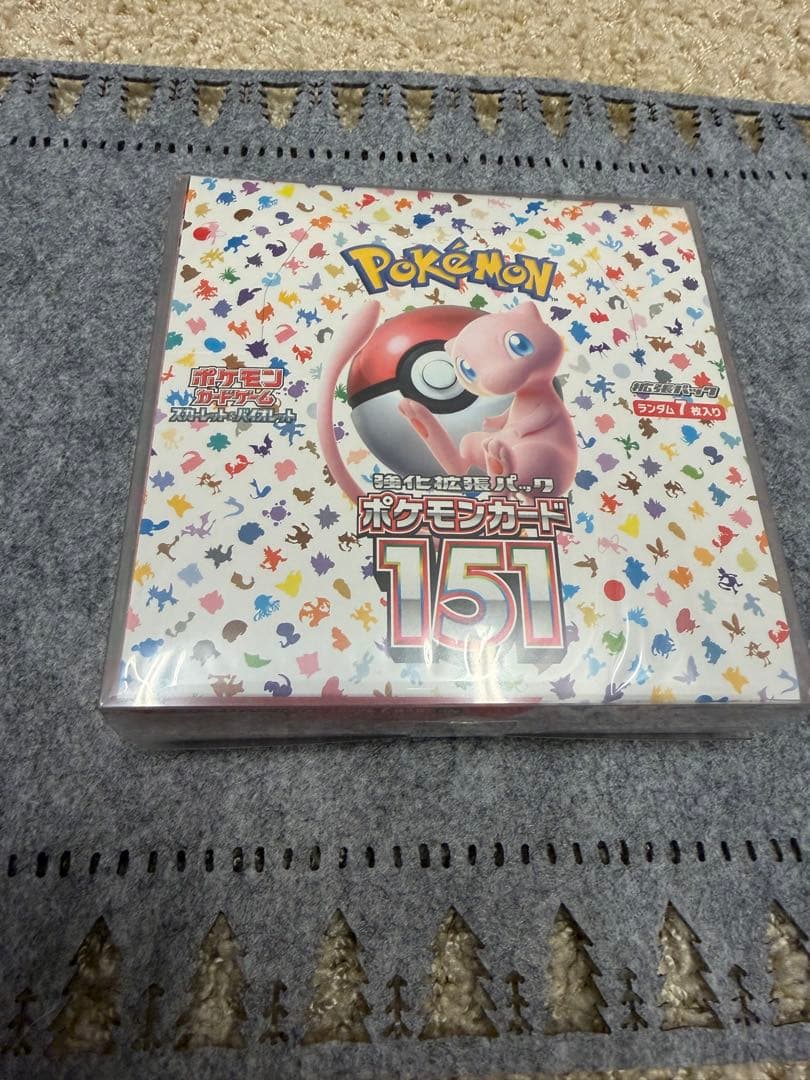 POKéMON
ポケモン
カードゲーム
スカーレット&バイオレット
拡張パック
ランダム7枚入り
強化拡張パック
ポケモンカード
151